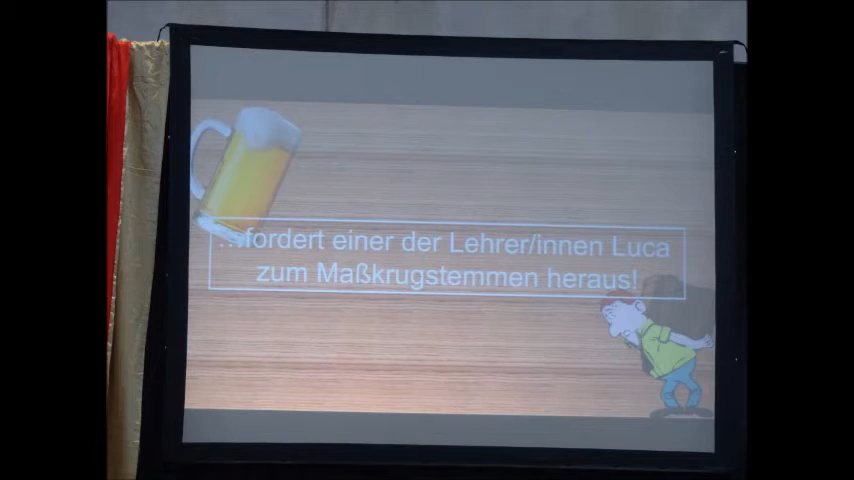 ...fordert einer der Lehrer/innen Luca
zum Maßkrugstemmen heraus!